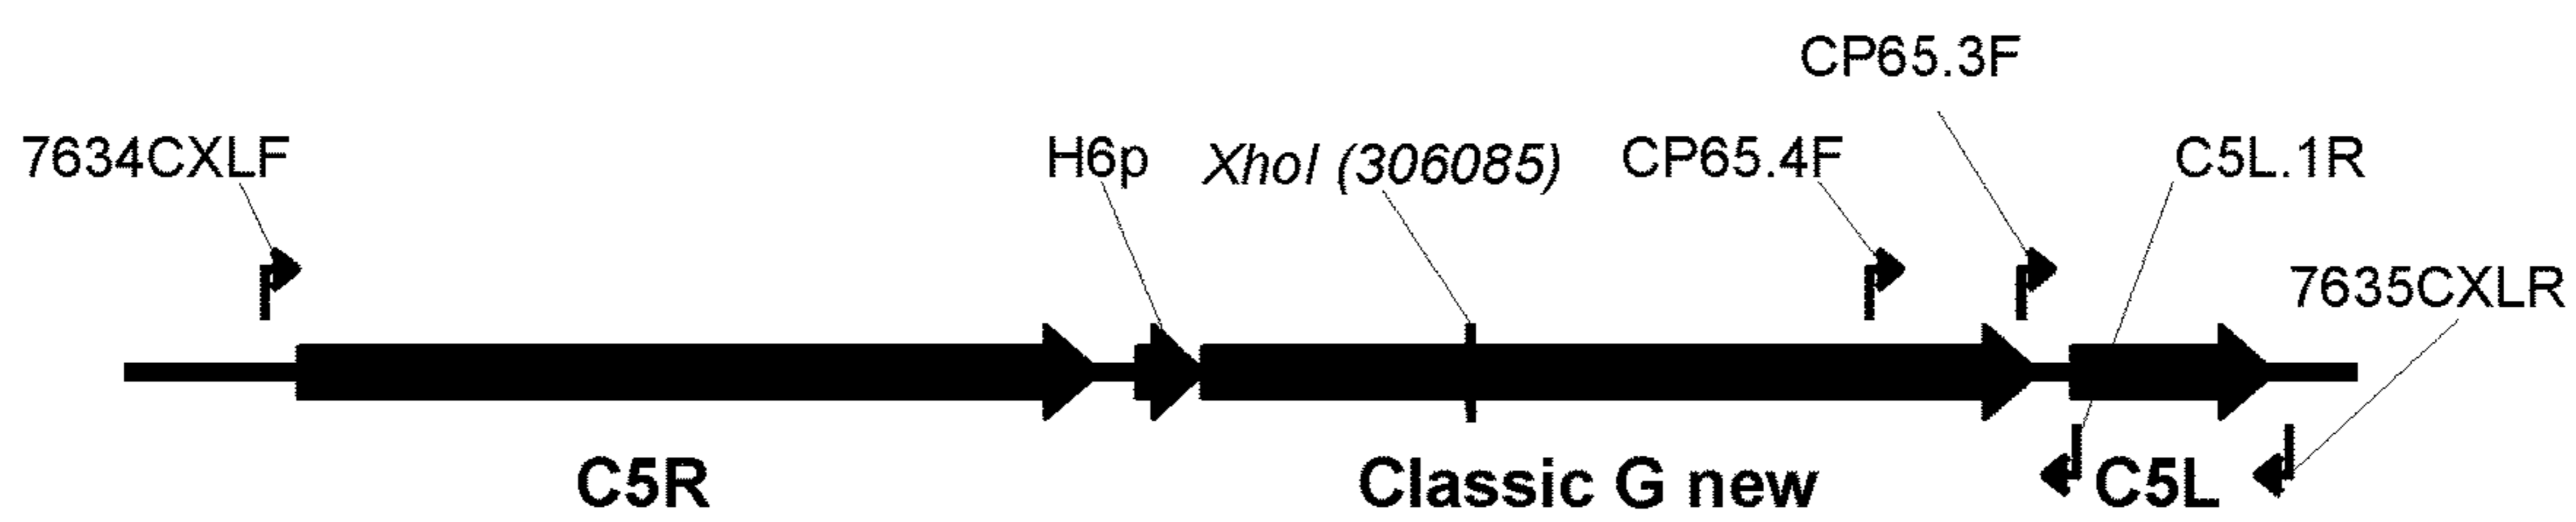 CP65.3F
7634CXLF
H6p
XhoI (306085)
CP65.4F
C5L.1R
7635CXLR
C5R
Classic G new
C5L